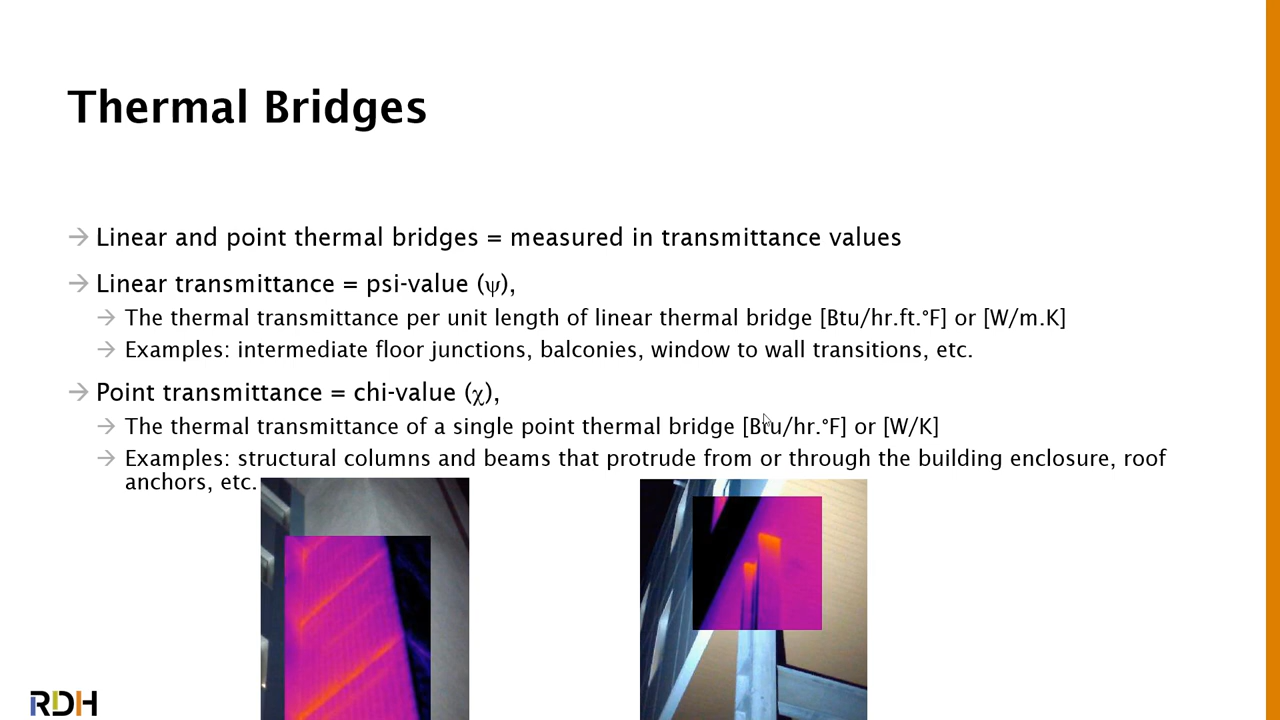 Thermal Bridges
→ Linear and point thermal bridges = measured in transmittance values
→ Linear transmittance = psi-value (ψ),
→ The thermal transmittance per unit length of linear thermal bridge [Btu/hr.ft.°F] or [W/m.K]
→ Examples: intermediate floor junctions, balconies, window to wall transitions, etc.
→ Point transmittance = chi-value (χ),
→ The thermal transmittance of a single point thermal bridge [Btu/hr.°F] or [W/K]
→ Examples: structural columns and beams that protrude from or through the building enclosure, roof
anchors, etc.
RDH